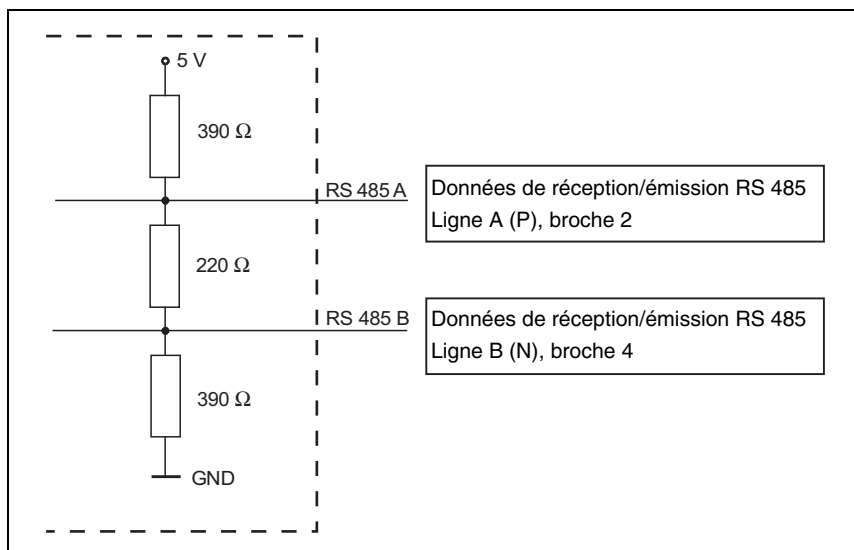 5 V
390 Ω
RS 485 A
Données de réception/émission RS 485
Ligne A (P), broche 2
220 Ω
RS 485 B
Données de réception/émission RS 485
Ligne B (N), broche 4
390 Ω
GND